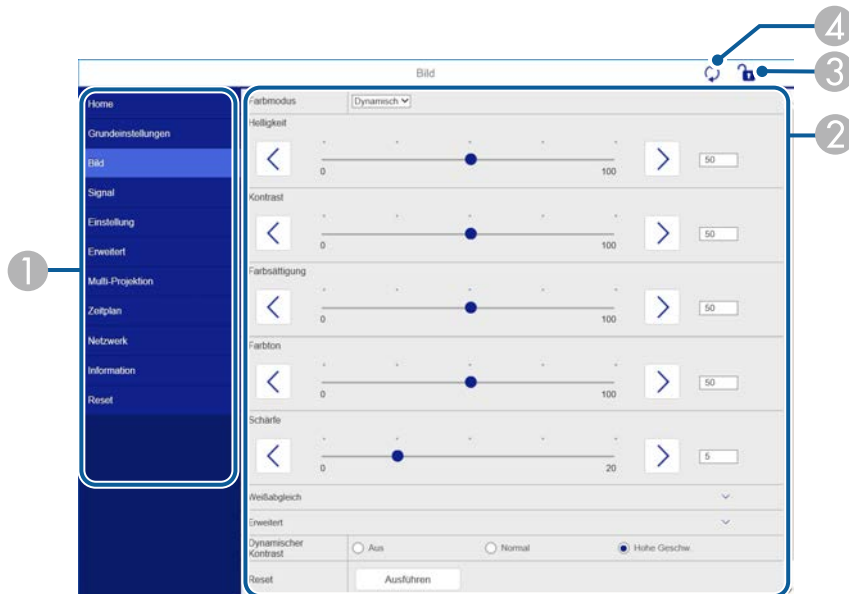 4
Bild
3
Home
Grundeinstellungen
Bild
Signal
Einstellung
Erweitert
Multi-Projektion
Zeitplan
Netzwerk
Information
Reset
1
2
Farbmodus
Dynamisch
Helligkeit
0
100
50
Kontrast
0
100
50
Farbsättigung
0
100
50
Farbton
0
100
50
Schärfe
0
20
5
Weißabgleich
Erweitert
Dynamischer
Kontrast
Aus
Normal
Hohe Geschw.
Reset
Ausführen